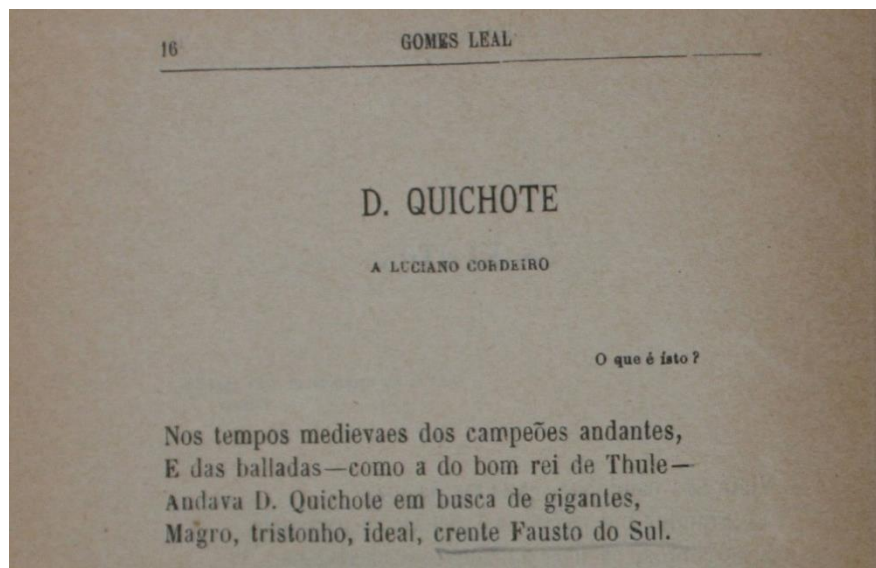 16
GOMES LEAL
D. QUICHOTE
A LUCIANO CORDEIRO
O que é ísto?
Nos tempos medievaes dos campeões andantes,
E das balladas—como a do bom rei de Thule—
Andava D. Quichote em busca de gigantes,
Magro, tristonho, ideal, crente Fausto do Sul.